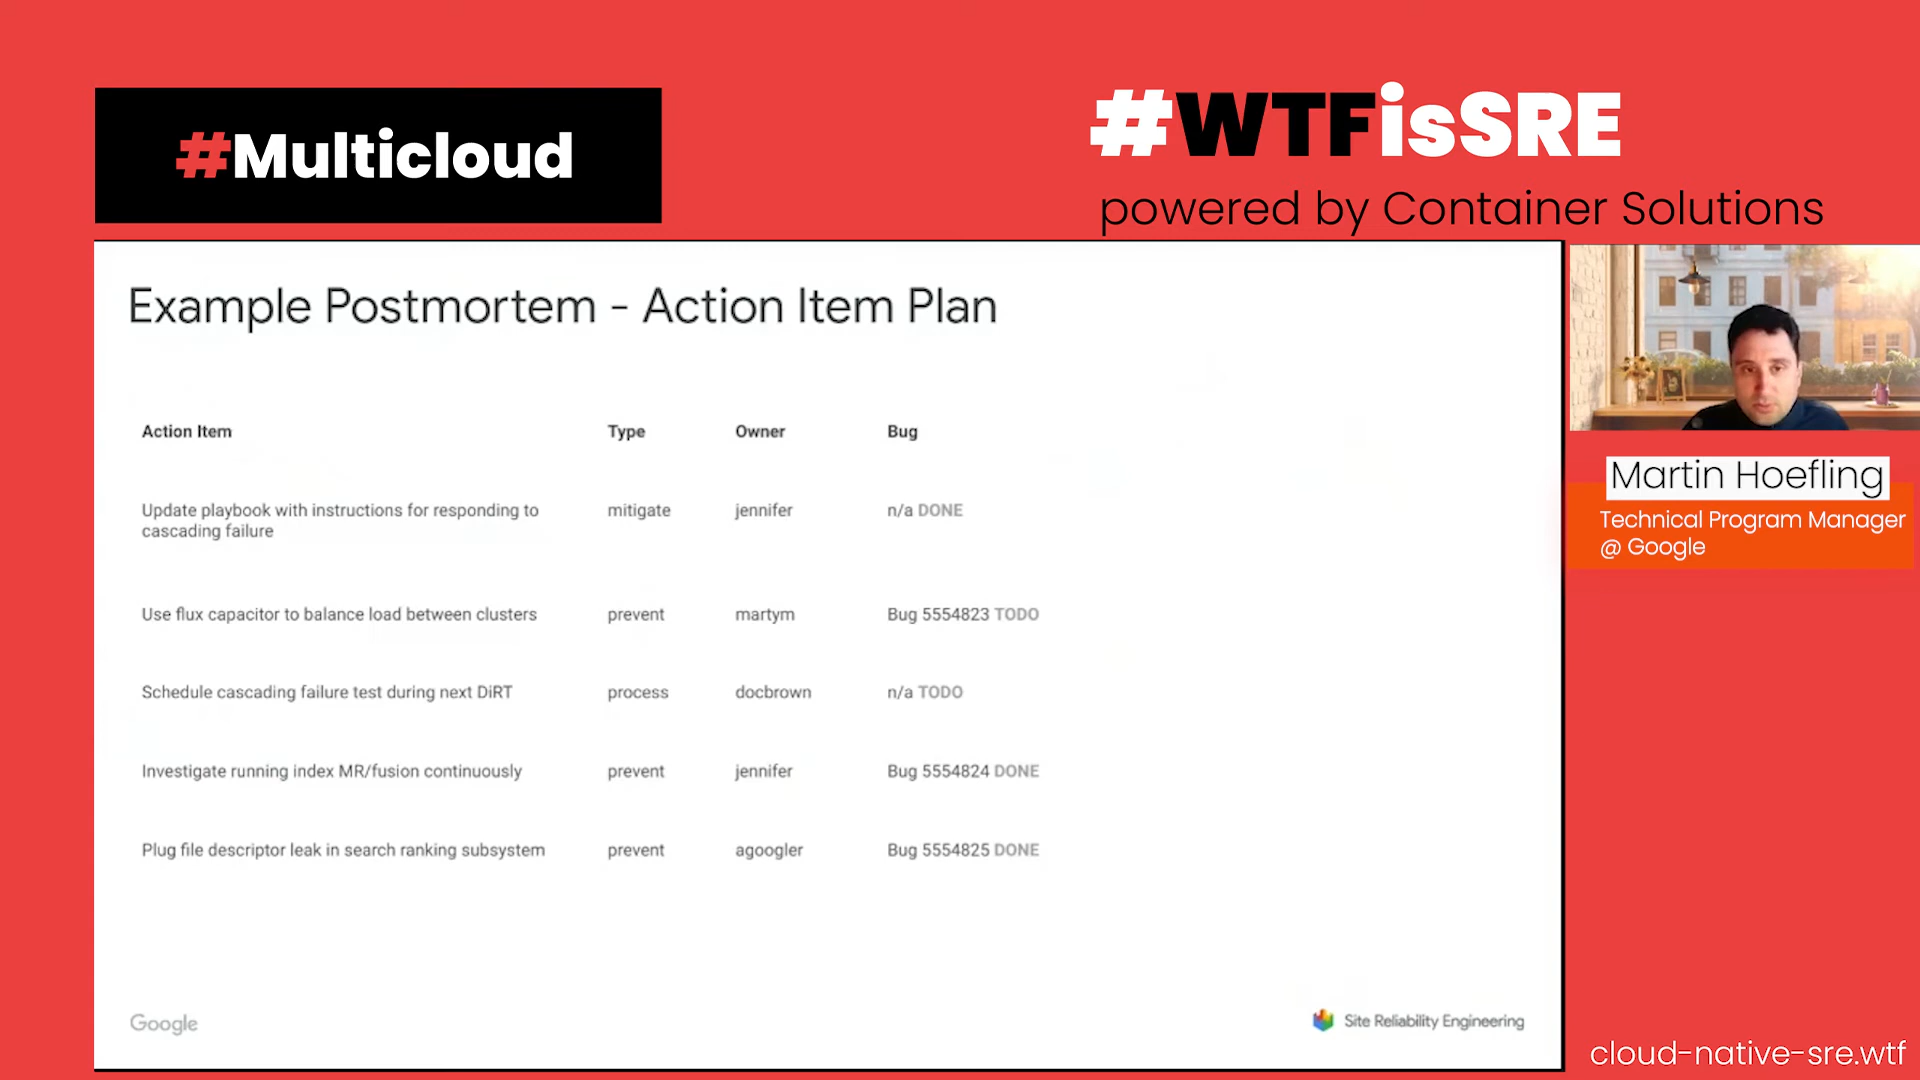 #Multicloud
#WTFisSRE
powered by Container Solutions
Example Postmortem - Action Item Plan
Action Item Type Owner Bug
Update playbook with instructions for responding to
cascading failure
mitigate jennifer n/a DONE
Use flux capacitor to balance load between clusters prevent martym Bug 5554823 TODO
Schedule cascading failure test during next DiRT process docbrown n/a TODO
Investigate running index MR/fusion continuously prevent jennifer Bug 5554824 DONE
Plug file descriptor leak in search ranking subsystem prevent agoogler Bug 5554825 DONE
Google
Site Reliability Engineering
Martin Hoefling
Technical Program Manager
@ Google
cloud-native-sre.wtf